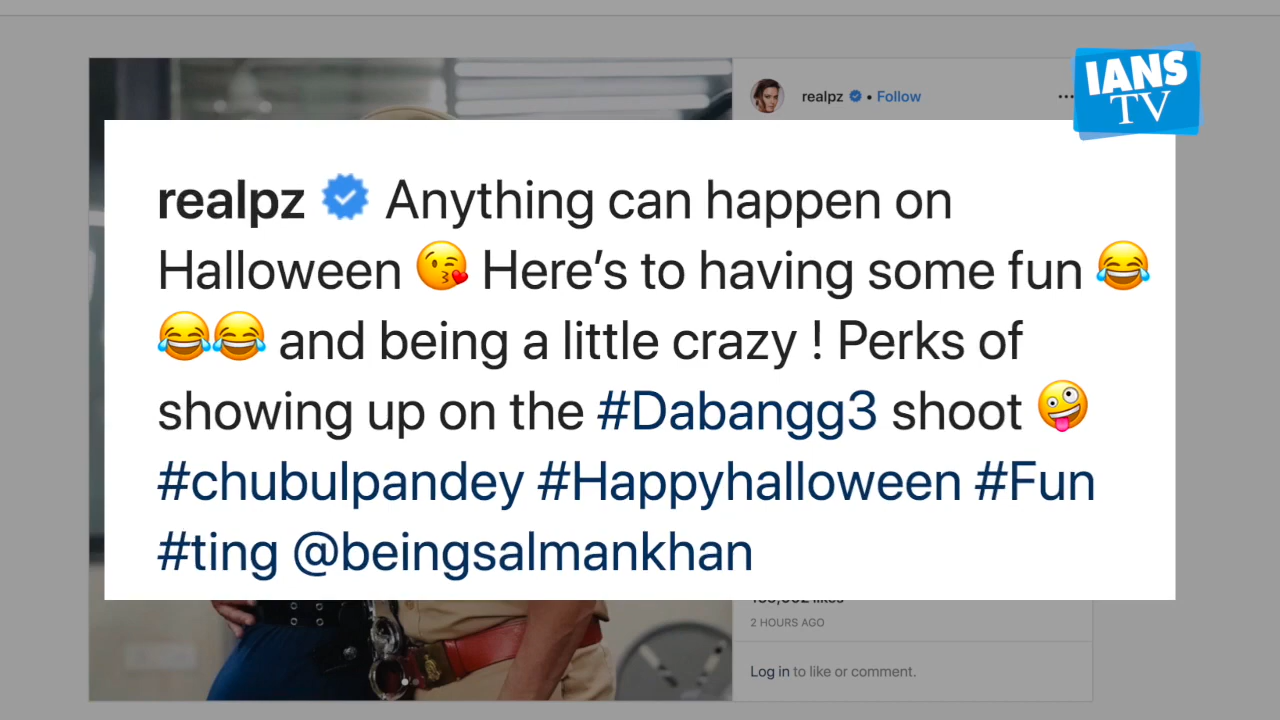 IANS
TV
realpz • Follow
realpz Anything can happen on
Halloween 😘 Here’s to having some fun 😂
😂😂 and being a little crazy ! Perks of
showing up on the #Dabangg3 shoot 🤪
#chubulpandey #Happyhalloween #Fun
#ting @beingsalmankhan
likes
2 HOURS AGO
Log in to like or comment.